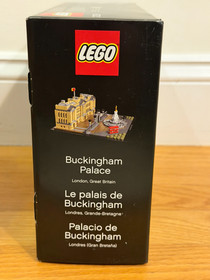 LEGO
Buckingham
Palace
London, Great Britain
Le palais de
Buckingham
Londres, Grande-Bretagne
Palacio de
Buckingham
Londres (Gran Bretaña)